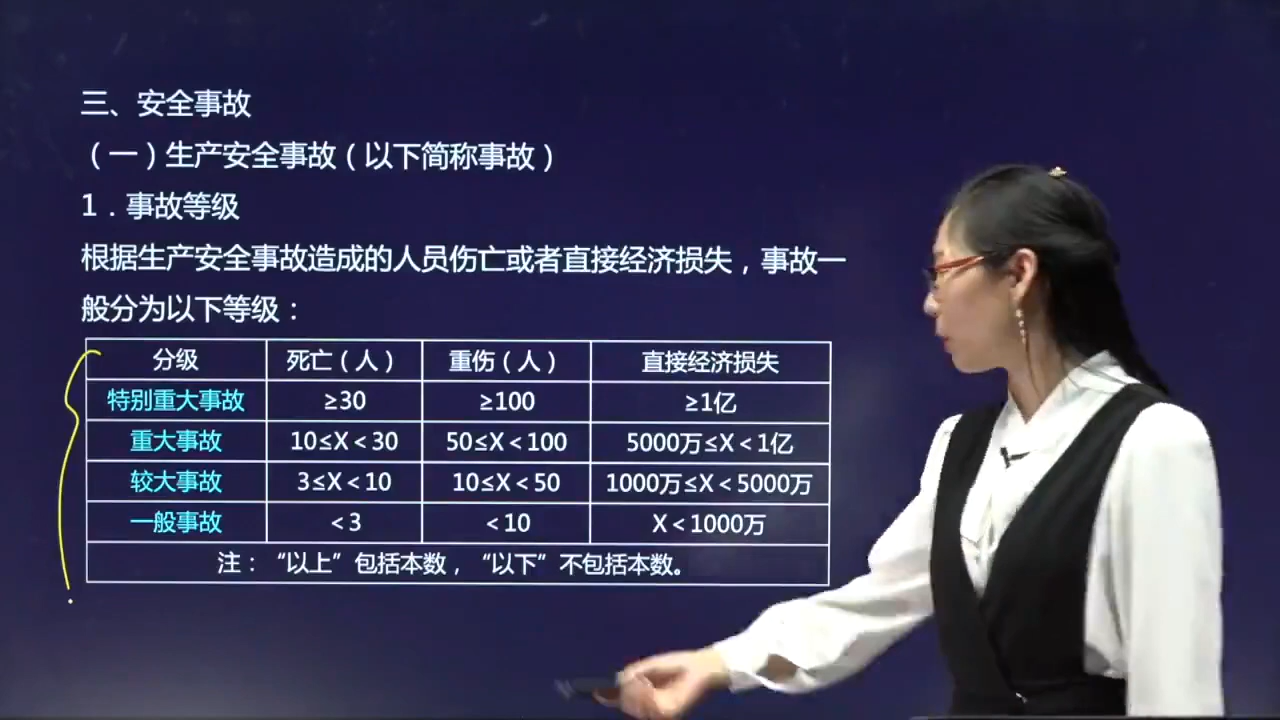 三、安全事故
（一）生产安全事故（以下简称事故）
1．事故等级
根据生产安全事故造成的人员伤亡或者直接经济损失，事故一
般分为以下等级：
分级 死亡（人） 重伤（人） 直接经济损失
特别重大事故 ≥30 ≥100 ≥1亿
重大事故 10≤X＜30 50≤X＜100 5000万≤X＜1亿
较大事故 3≤X＜10 10≤X＜50 1000万≤X＜5000万
一般事故 ＜3 ＜10 X＜1000万
注：“以上”包括本数，“以下”不包括本数。